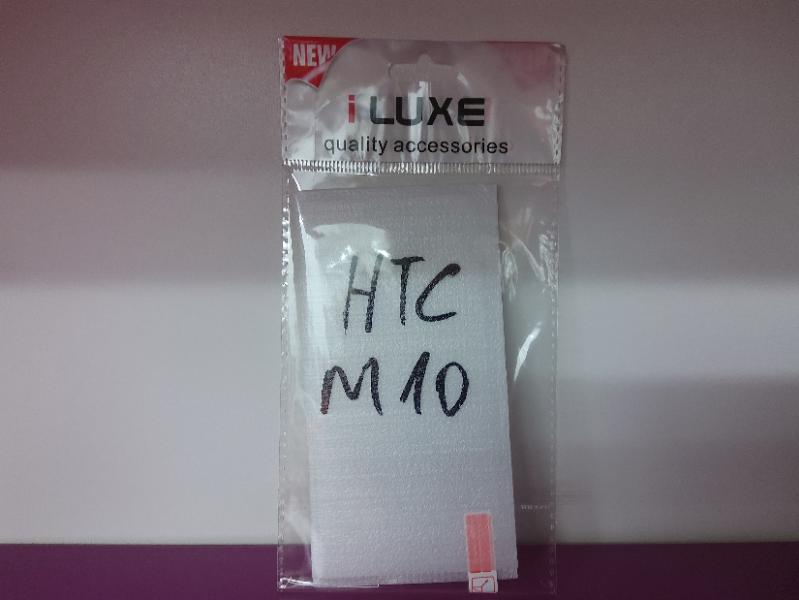 NEW
i LUXE
quality accessories
HTC
M10